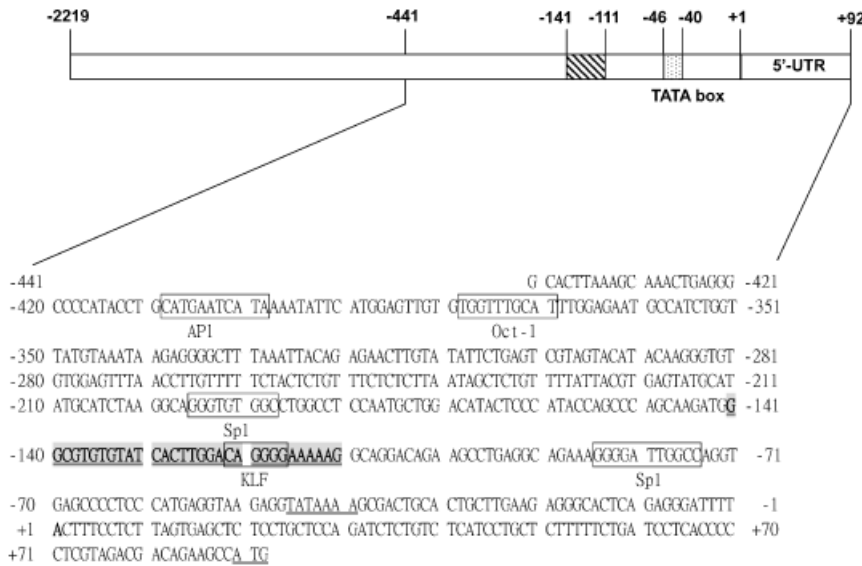 -2219 -441 -141 -111 -46 -40 +1 +92
5'-UTR
TATA box
-441 G CACTTAAAGC AAACTGAGGG -421
-420 CCCCATACCT GCATGAATCA TAAAATATTC ATGGAGTTGT GTGGTTTGCA TTTGGAGAAT GCCATCTGGT -351
AP1 Oct-1
-350 TATGTAAATA AGAGGGGCTT TAAATTACAG AGAACTTGTA TATTCTGAGT CGTAGTACAT ACAAGGGTGT -281
-280 GTGGAGTTTA ACCTTGTTTT TCTACTCTGT TTCTCTCTTA ATAGCTCTGT TTTATTACGT GAGTATGCAT -211
-210 ATGCATCTAA GGCAGGGTGT GGCCTGGCCT CCAATGCTGG ACATACTCCC ATACCAGCCC AGCAAGATGG -141
Sp1
-140 GCGTGTGTAT CACTTGGACA GGGGAAAAAG GCAGGACAGA AGCCTGAGGC AGAAAGGGGA TTGGCCAGGT -71
KLF Sp1
-70 GAGCCCCTCC CATGAGGTAA GAGGTATAAA AGCGACTGCA CTGCTTGAAG AGGGCACTCA GAGGGATTTT -1
+1 ACTTTCCTCT TAGTGAGCTC TCCTGCTCCA GATCTCTGTC TCATCCTGCT CTTTTTCTGA TCCTCACCCC +70
+71 CTCGTAGACG ACAGAAGCCA TG